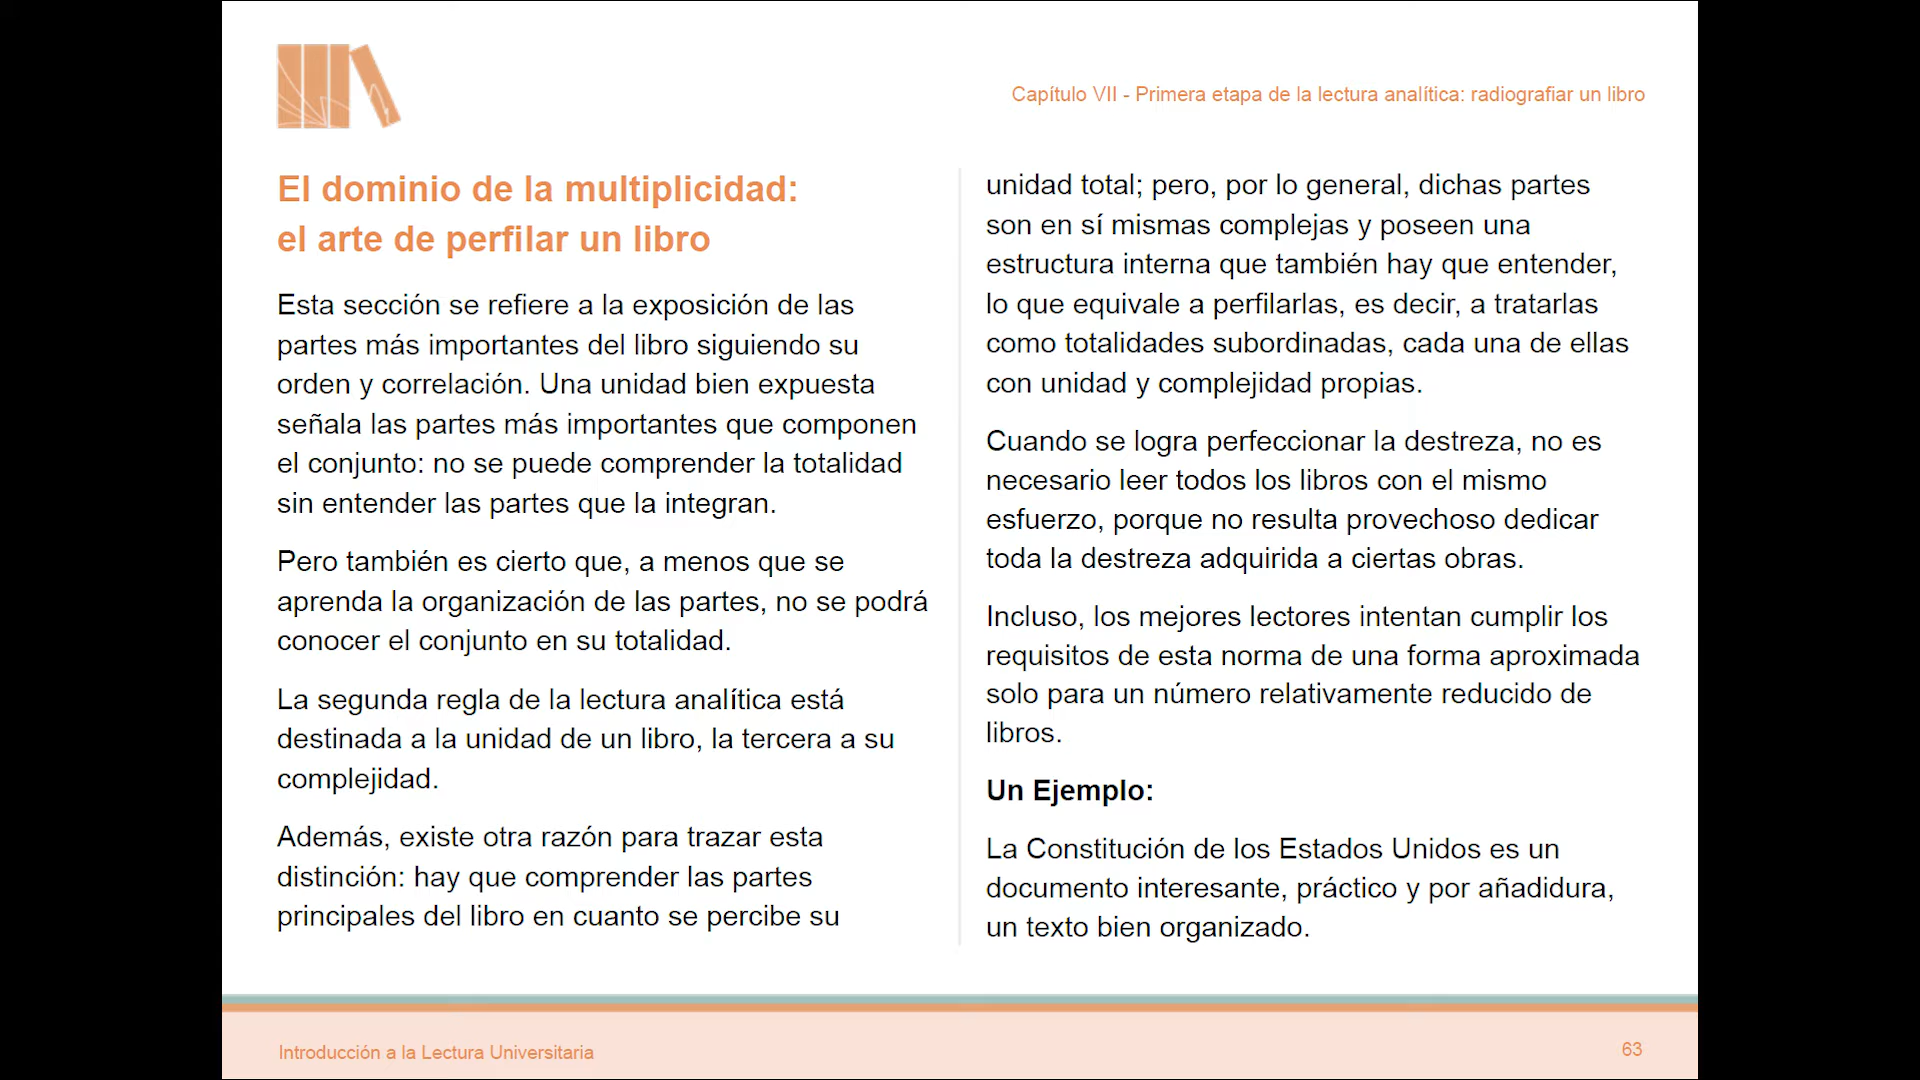 Capítulo VII - Primera etapa de la lectura analítica: radiografiar un libro
El dominio de la multiplicidad:
el arte de perfilar un libro
Esta sección se refiere a la exposición de las
partes más importantes del libro siguiendo su
orden y correlación. Una unidad bien expuesta
señala las partes más importantes que componen
el conjunto: no se puede comprender la totalidad
sin entender las partes que la integran.
Pero también es cierto que, a menos que se
aprenda la organización de las partes, no se podrá
conocer el conjunto en su totalidad.
La segunda regla de la lectura analítica está
destinada a la unidad de un libro, la tercera a su
complejidad.
Además, existe otra razón para trazar esta
distinción: hay que comprender las partes
principales del libro en cuanto se percibe su
unidad total; pero, por lo general, dichas partes
son en sí mismas complejas y poseen una
estructura interna que también hay que entender,
lo que equivale a perfilarlas, es decir, a tratarlas
como totalidades subordinadas, cada una de ellas
con unidad y complejidad propias.
Cuando se logra perfeccionar la destreza, no es
necesario leer todos los libros con el mismo
esfuerzo, porque no resulta provechoso dedicar
toda la destreza adquirida a ciertas obras.
Incluso, los mejores lectores intentan cumplir los
requisitos de esta norma de una forma aproximada
solo para un número relativamente reducido de
libros.
Un Ejemplo:
La Constitución de los Estados Unidos es un
documento interesante, práctico y por añadidura,
un texto bien organizado.
Introducción a la Lectura Universitaria
63